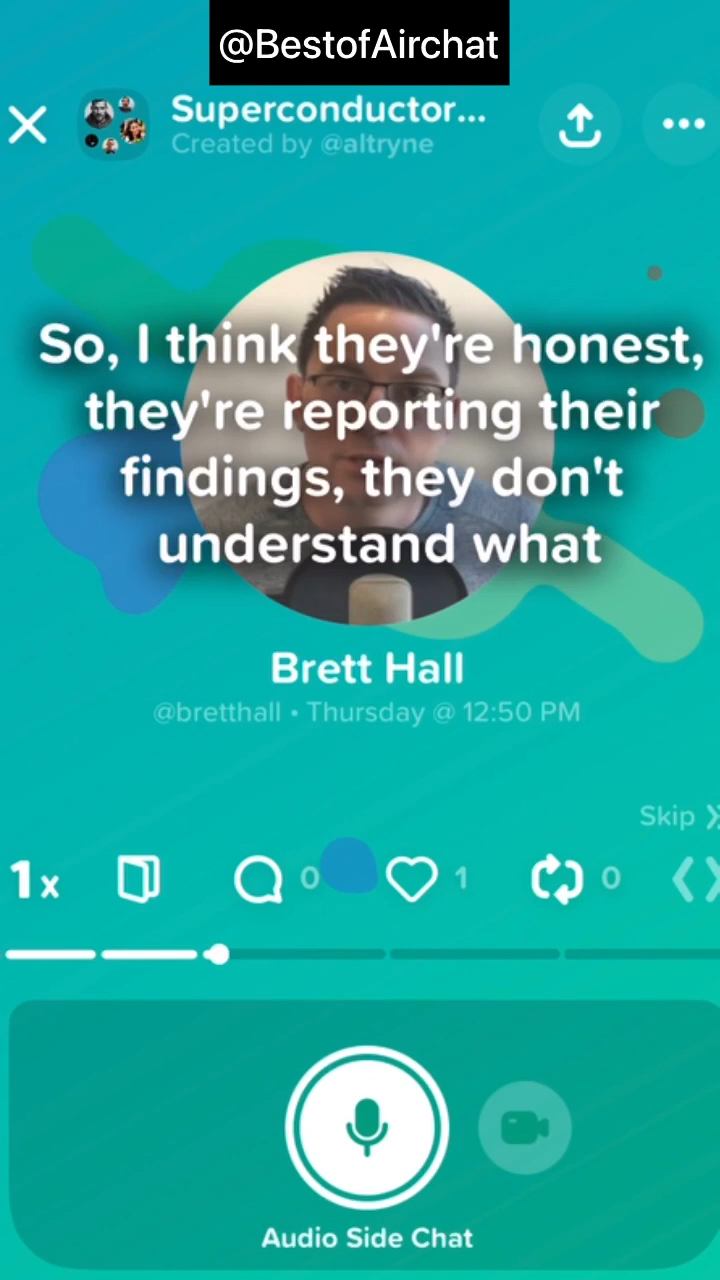 @BestofAirchat
Superconductor...
Created by @altryne
So, I think they're honest,
they're reporting their
findings, they don't
understand what
Brett Hall
@bretthall • Thursday @ 12:50 PM
Skip
1x
0
1
0
Audio Side Chat